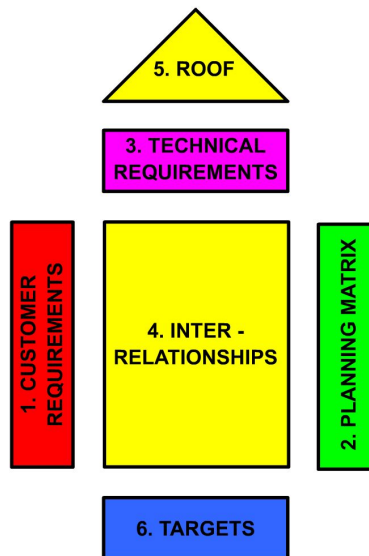 5. ROOF
3. TECHNICAL
REQUIREMENTS
1. CUSTOMER
REQUIREMENTS
4. INTER -
RELATIONSHIPS
2. PLANNING MATRIX
6. TARGETS